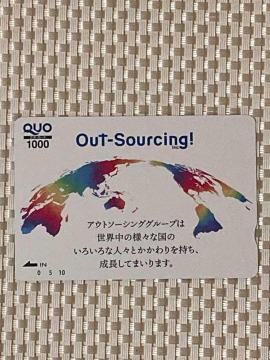 QUO
1000
OUT-Sourcing!
アウトソーシンググループは
世界中の様々な国の
いろいろな人々とかかわりを持ち、
成長してまいります。
IN
0 5 10